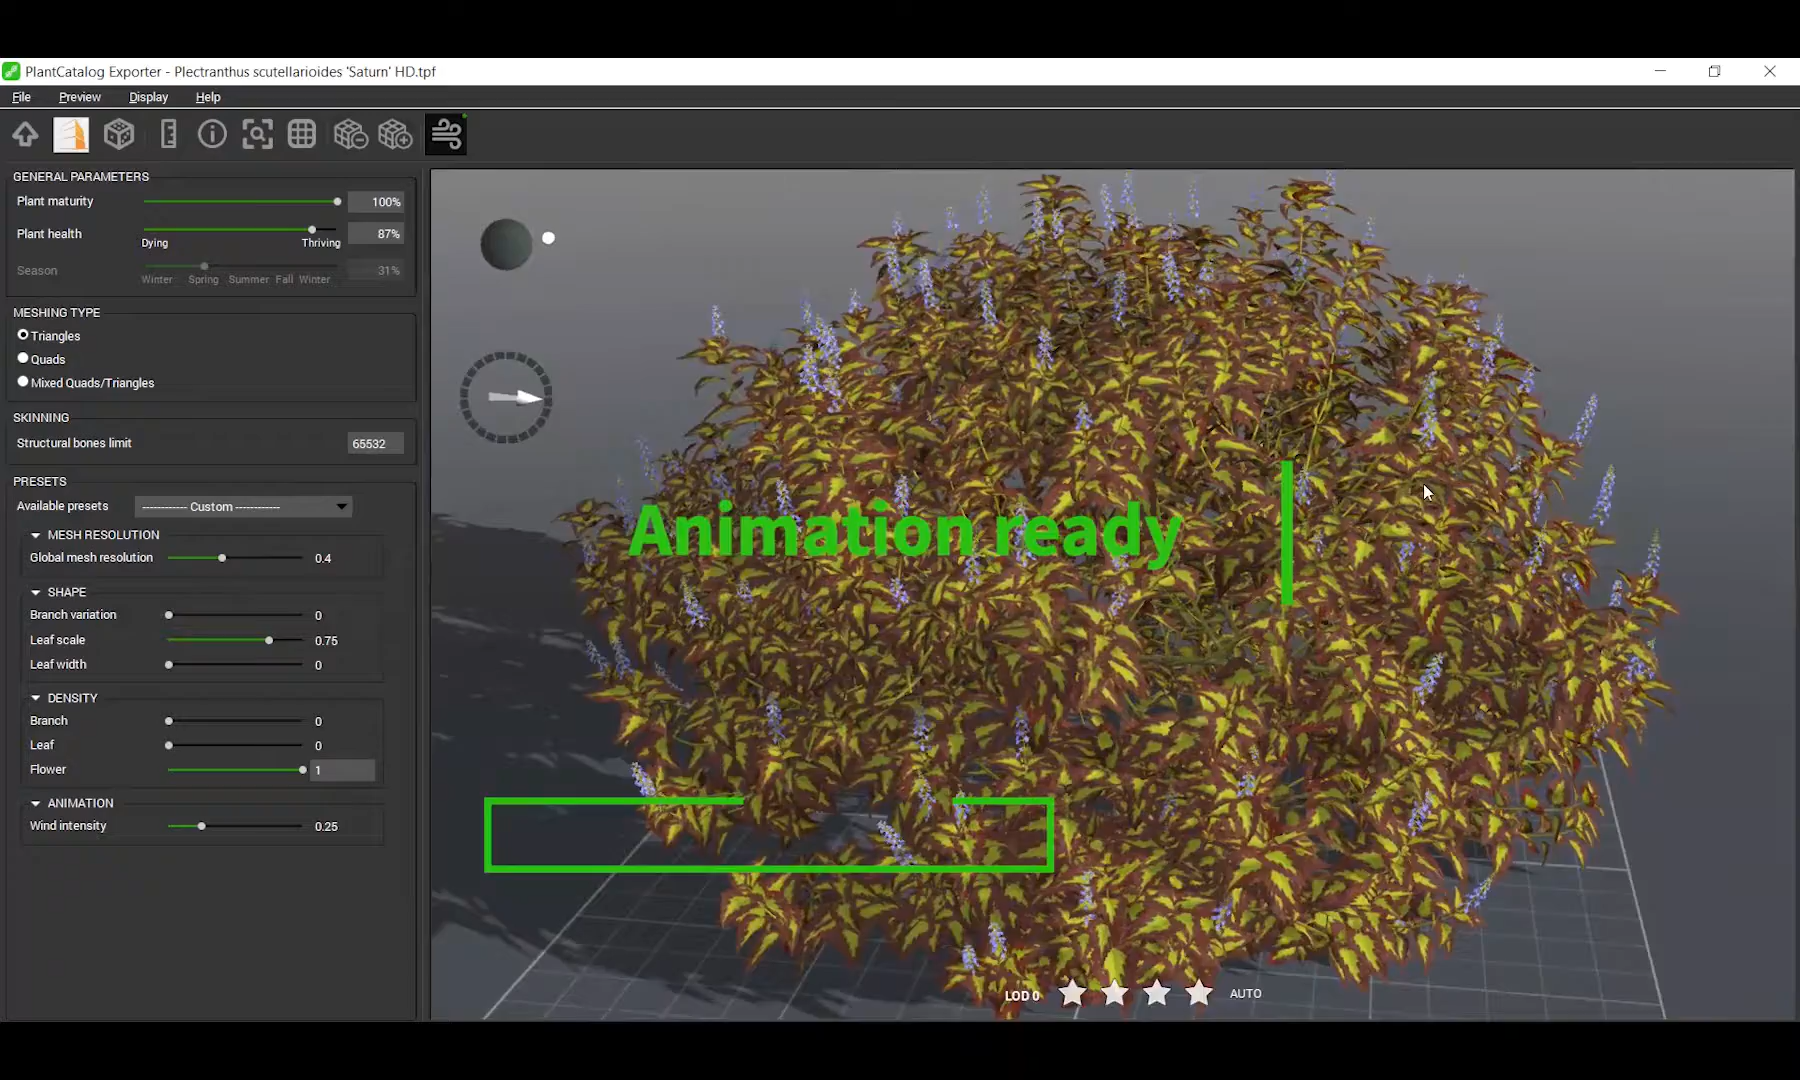 PlantCatalog Exporter - Plectranthus scutellarioides 'Saturn' HD.tpf
File Preview Display Help
GENERAL PARAMETERS
Plant maturity 100%
Plant health 87%
Dying Thriving
Season 31%
Winter Spring Summer Fall Winter
MESHING TYPE
Triangles
Quads
Mixed Quads/Triangles
SKINNING
Structural bones limit 65532
PRESETS
Available presets ------------ Custom ------------
MESH RESOLUTION
Global mesh resolution 0.4
SHAPE
Branch variation 0
Leaf scale 0.75
Leaf width 0
DENSITY
Branch 0
Leaf 0
Flower 1
ANIMATION
Wind intensity 0.25
Animation ready
LOD 0 AUTO